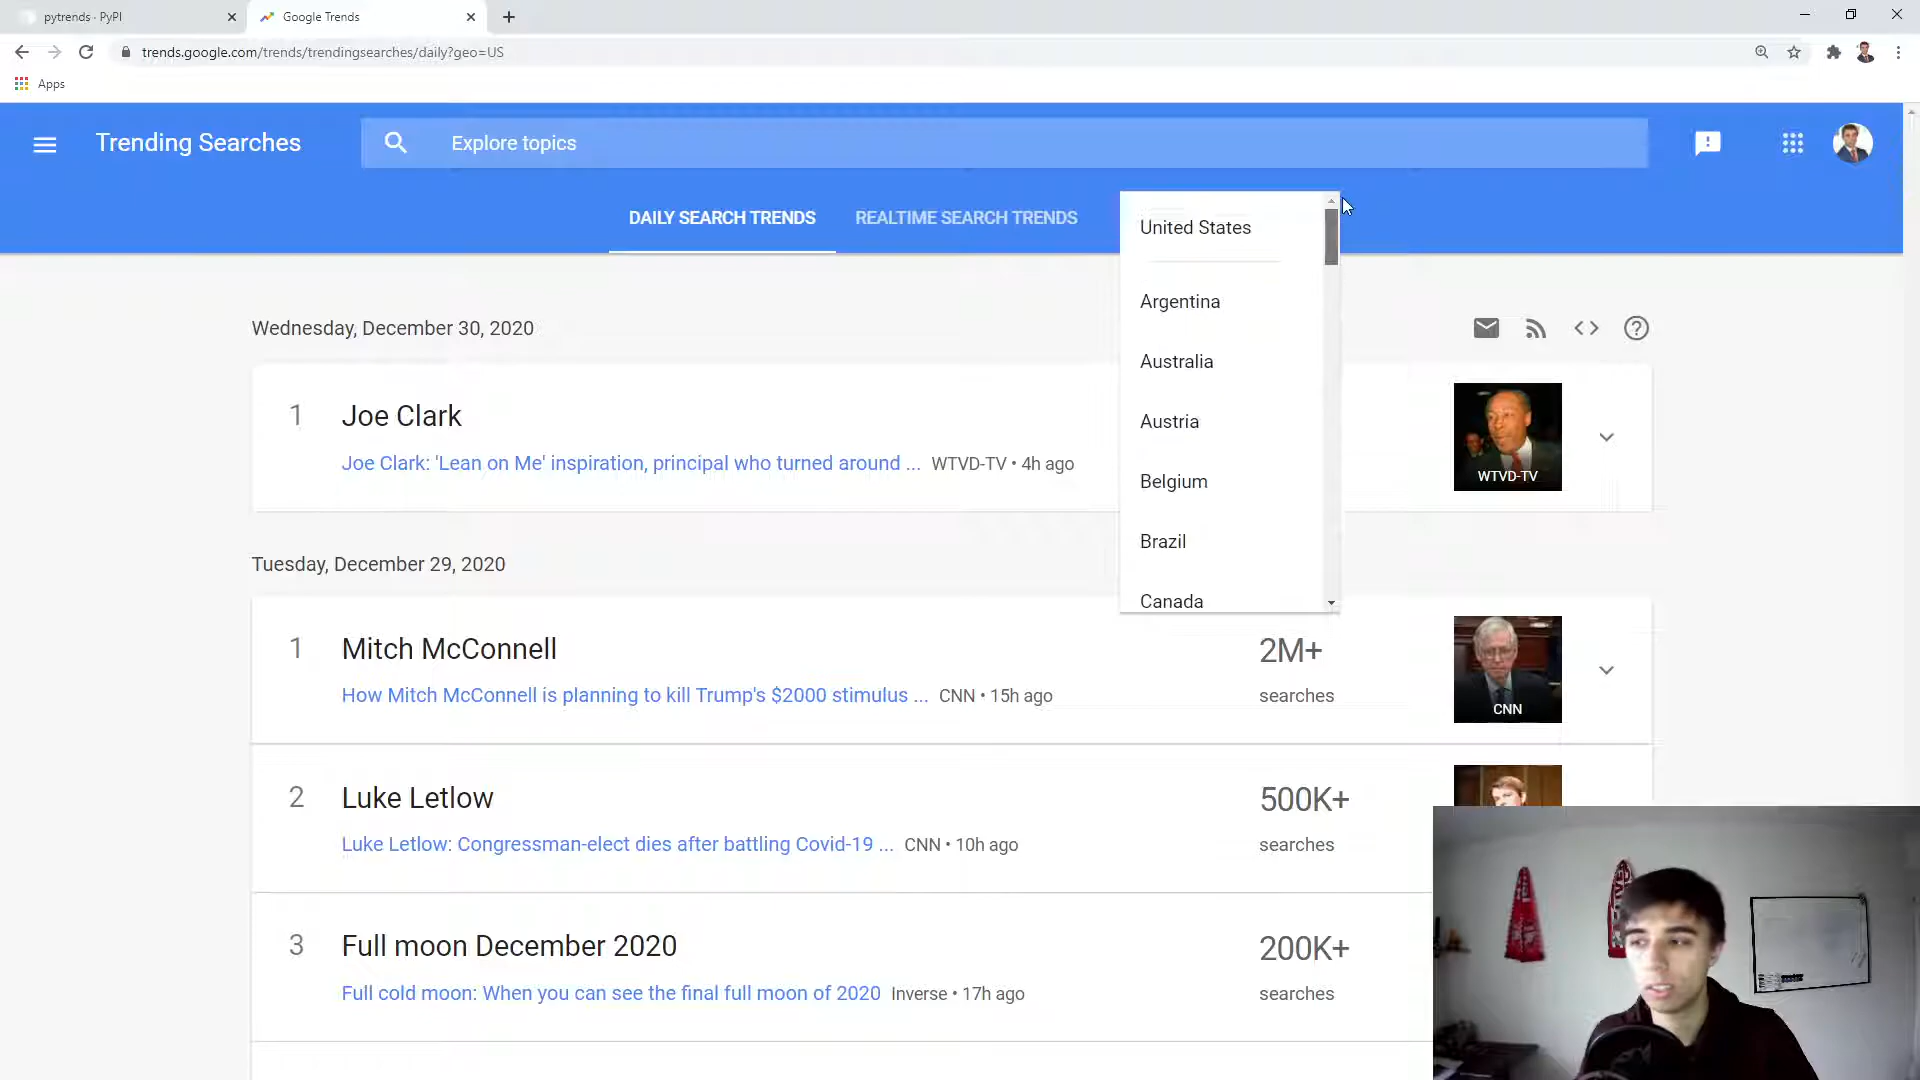 pytrends · PyPI
Google Trends
trends.google.com/trends/trendingsearches/daily?geo=US
Apps
Trending Searches
Explore topics
DAILY SEARCH TRENDS
REALTIME SEARCH TRENDS
United States
Argentina
Australia
Austria
Belgium
Brazil
Canada
Wednesday, December 30, 2020
1
Joe Clark
Joe Clark: 'Lean on Me' inspiration, principal who turned around ... WTVD-TV • 4h ago
WTVD-TV
Tuesday, December 29, 2020
1
Mitch McConnell
2M+
How Mitch McConnell is planning to kill Trump's $2000 stimulus ... CNN • 15h ago
searches
CNN
2
Luke Letlow
500K+
Luke Letlow: Congressman-elect dies after battling Covid-19 ... CNN • 10h ago
searches
3
Full moon December 2020
200K+
Full cold moon: When you can see the final full moon of 2020 Inverse • 17h ago
searches